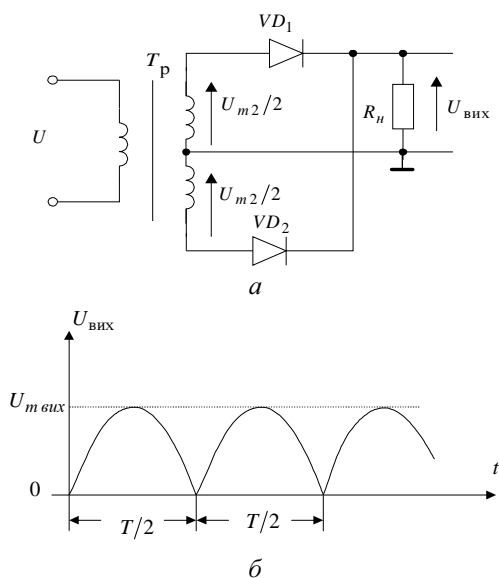 VD₁
Tр
U
Um2/2
Rн
Uвих
Um2/2
VD₂
а
Uвих
Um вих
0
t
T/2
T/2
б